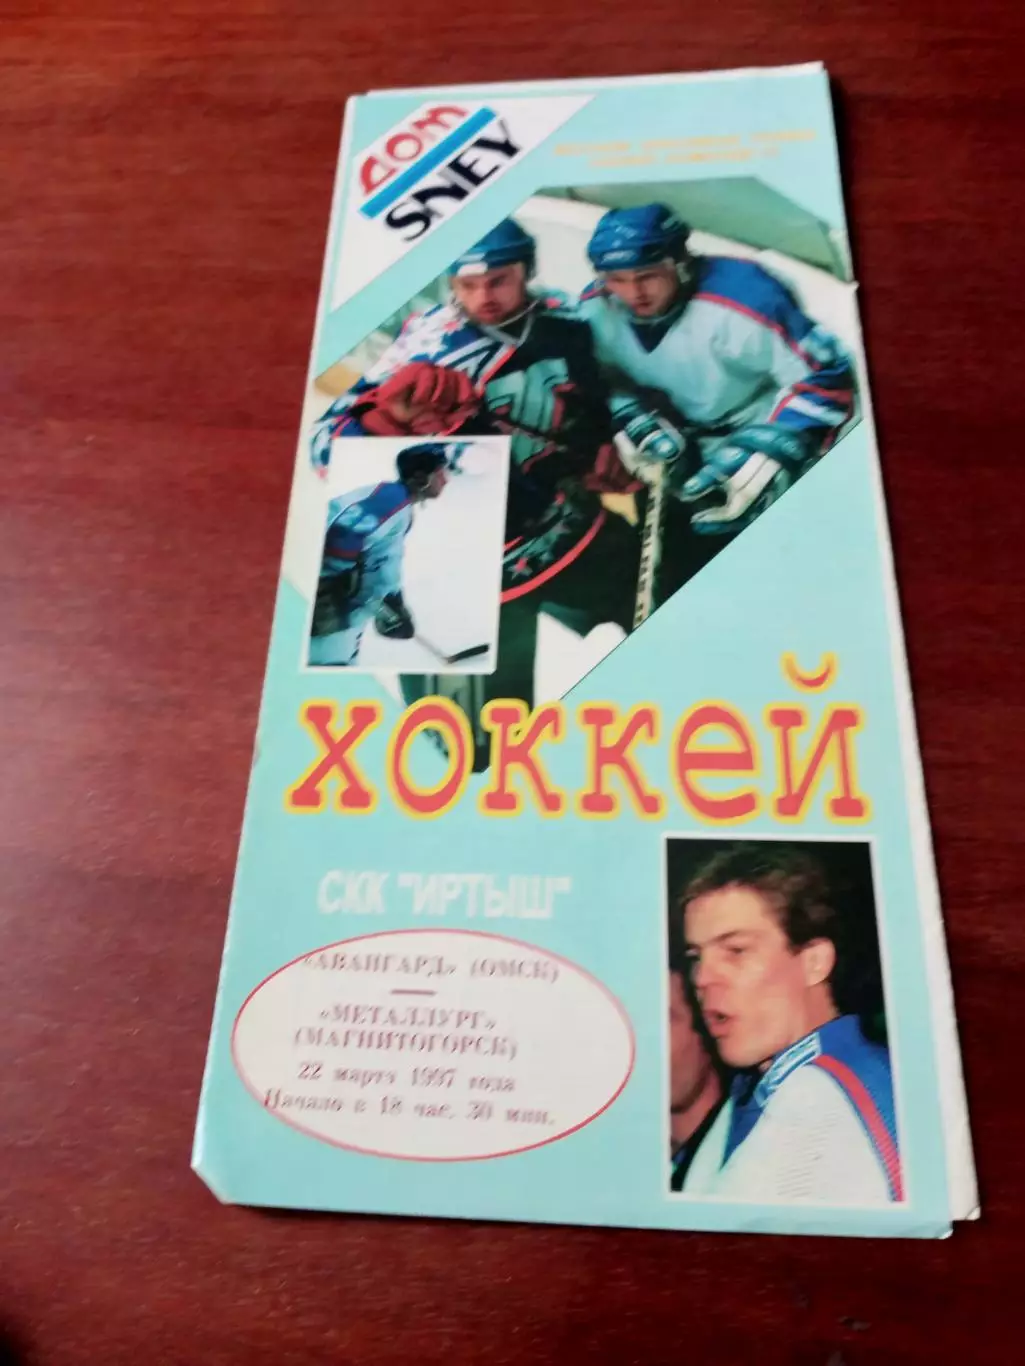 ДОМ
SNEY
ХОККЕЙ
СКК "ИРТЫШ"
«АВАНГАРД» (ОМСК)
—
«МЕТАЛЛУРГ»
(МАГНИТОГОРСК)
22 марта 1997 года
Начало в 18 час. 30 мин.